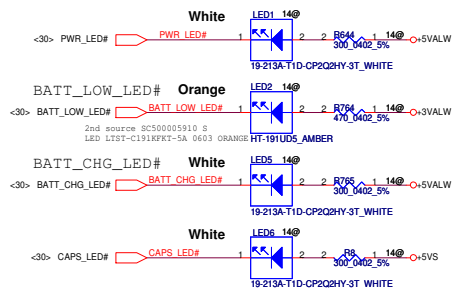 White LED1 14@
<30> PWR_LED# PWR_LED# 1 2 2 R644 1 14@ +5VALW
300_0402_5%
19-213A-T1D-CP2Q2HY-3T_WHITE
BATT_LOW_LED# Orange LED2 14@
<30> BATT_LOW_LED# BATT_LOW_LED# 1 2 2 R764 1 14@ +3VALW
470_0402_5%
2nd source SC500005910 S
LED LTST-C191KFKT-5A 0603 ORANGE HT-191UD5_AMBER
BATT_CHG_LED# White LED5 14@
<30> BATT_CHG_LED# BATT_CHG_LED# 1 2 2 R765 1 14@ +5VALW
300_0402_5%
19-213A-T1D-CP2Q2HY-3T_WHITE
White LED6 14@
<30> CAPS_LED# CAPS_LED# 1 2 2 R8 1 14@ +5VS
300_0402_5%
19-213A-T1D-CP2Q2HY-3T_WHITE